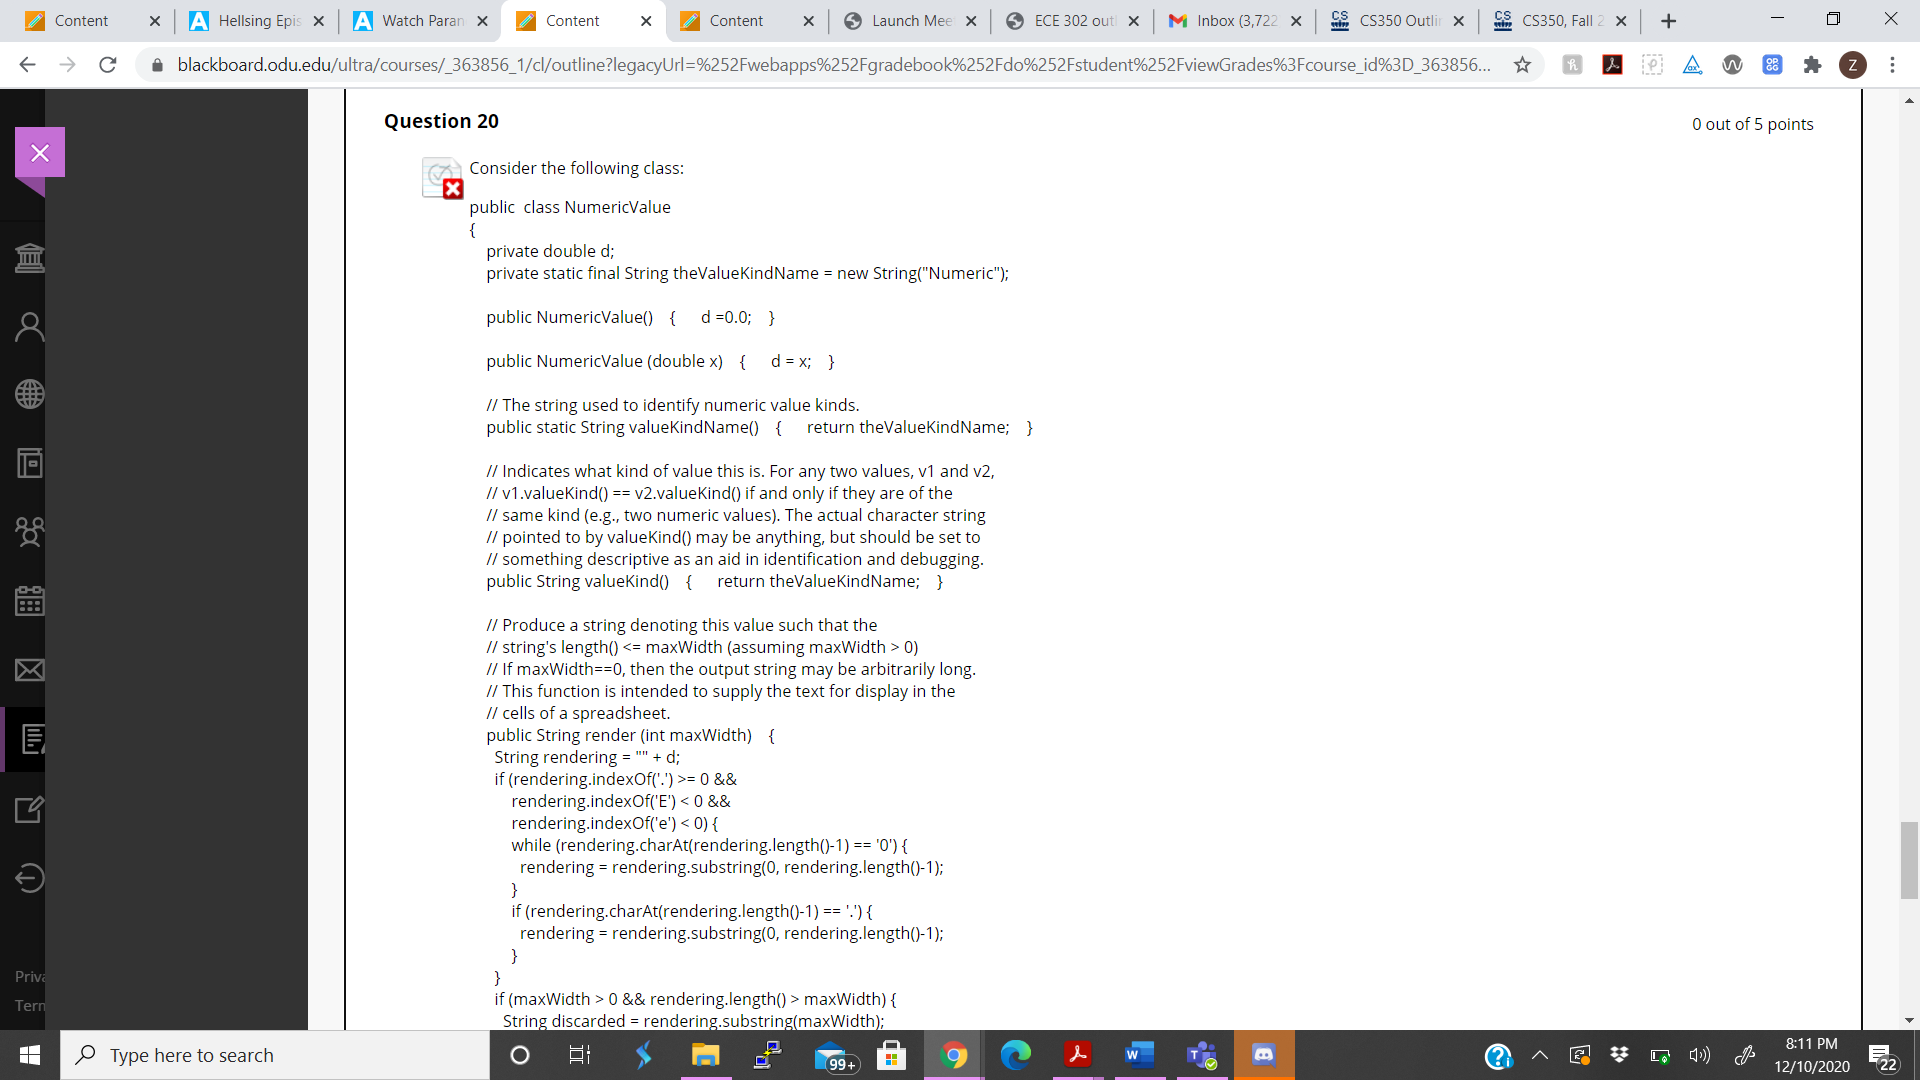 Content
Hellsing Epis
Watch Paran
Content
Content
Launch Mee
ECE 302 outl
Inbox (3,722
CS350 Outlin
CS350, Fall 2
blackboard.odu.edu/ultra/courses/_363856_1/cl/outline?legacyUrl=%252Fwebapps%252Fgradebook%252Fdo%252Fstudent%252FviewGrades%3Fcourse_id%3D_363856...
Z
Question 20
0 out of 5 points
Consider the following class:
public  class NumericValue
{
private double d;
private static final String theValueKindName = new String("Numeric");
public NumericValue()   {     d =0.0;   }
public NumericValue (double x)   {     d = x;   }
// The string used to identify numeric value kinds.
public static String valueKindName()   {     return theValueKindName;   }
// Indicates what kind of value this is. For any two values, v1 and v2,
// v1.valueKind() == v2.valueKind() if and only if they are of the
// same kind (e.g., two numeric values). The actual character string
// pointed to by valueKind() may be anything, but should be set to
// something descriptive as an aid in identification and debugging.
public String valueKind()   {     return theValueKindName;   }
// Produce a string denoting this value such that the
// string's length() <= maxWidth (assuming maxWidth > 0)
// If maxWidth==0, then the output string may be arbitrarily long.
// This function is intended to supply the text for display in the
// cells of a spreadsheet.
public String render (int maxWidth)   {
String rendering = "" + d;
if (rendering.indexOf('.') >= 0 &&
rendering.indexOf('E') < 0 &&
rendering.indexOf('e') < 0) {
while (rendering.charAt(rendering.length()-1) == '0') {
rendering = rendering.substring(0, rendering.length()-1);
}
if (rendering.charAt(rendering.length()-1) == '.') {
rendering = rendering.substring(0, rendering.length()-1);
}
}
if (maxWidth > 0 && rendering.length() > maxWidth) {
String discarded = rendering.substring(maxWidth);
Priva
Term
Type here to search
99+
8:11 PM
12/10/2020
22